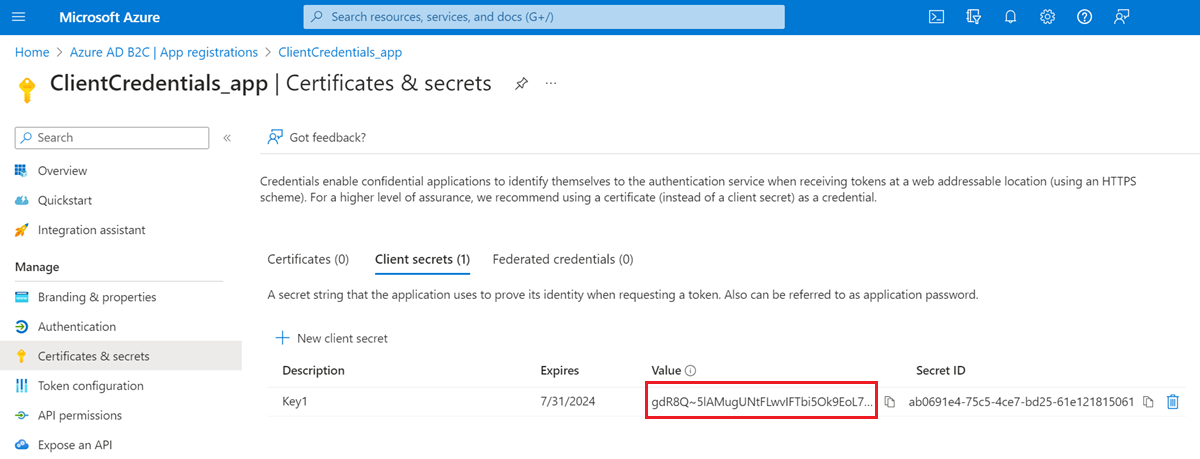 Microsoft Azure
Search resources, services, and docs (G+/)
Home > Azure AD B2C | App registrations > ClientCredentials_app
ClientCredentials_app | Certificates & secrets
Search
Got feedback?
Overview
Quickstart
Integration assistant
Credentials enable confidential applications to identify themselves to the authentication service when receiving tokens at a web addressable location (using an HTTPS
scheme). For a higher level of assurance, we recommend using a certificate (instead of a client secret) as a credential.
Manage
Branding & properties
Authentication
Certificates & secrets
Token configuration
API permissions
Expose an API
Certificates (0) Client secrets (1) Federated credentials (0)
A secret string that the application uses to prove its identity when requesting a token. Also can be referred to as application password.
New client secret
Description Expires Value Secret ID
Key1 7/31/2024 gdR8Q~5lAMugUNtFLwvIFTbi5Ok9EoL7... ab0691e4-75c5-4ce7-bd25-61e121815061